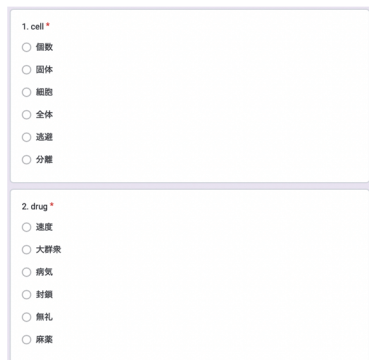 1. cell *
個数
固体
細胞
全体
逃避
分離
2. drug *
速度
大群衆
病気
封鎖
無礼
麻薬